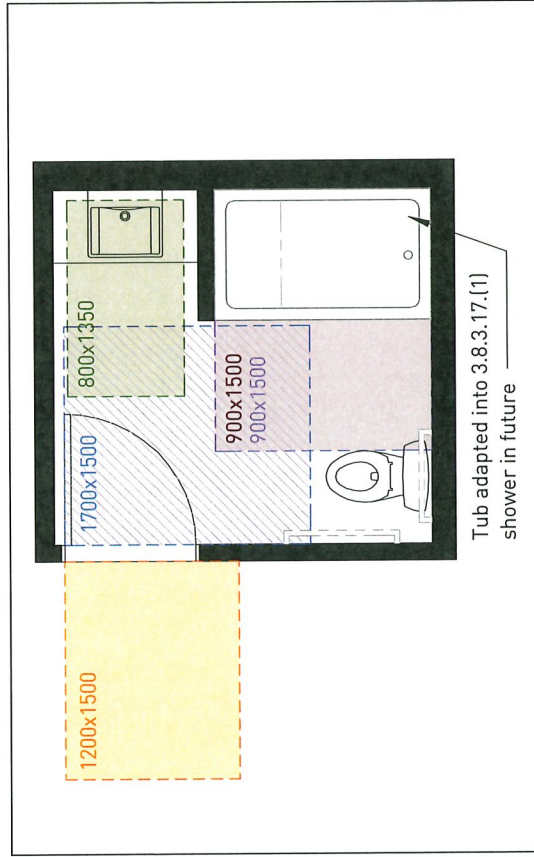 1200x1500
1700x1500
800x1350
900x1500
900x1500
Tub adapted into 3.8.3.17.(1)
shower in future